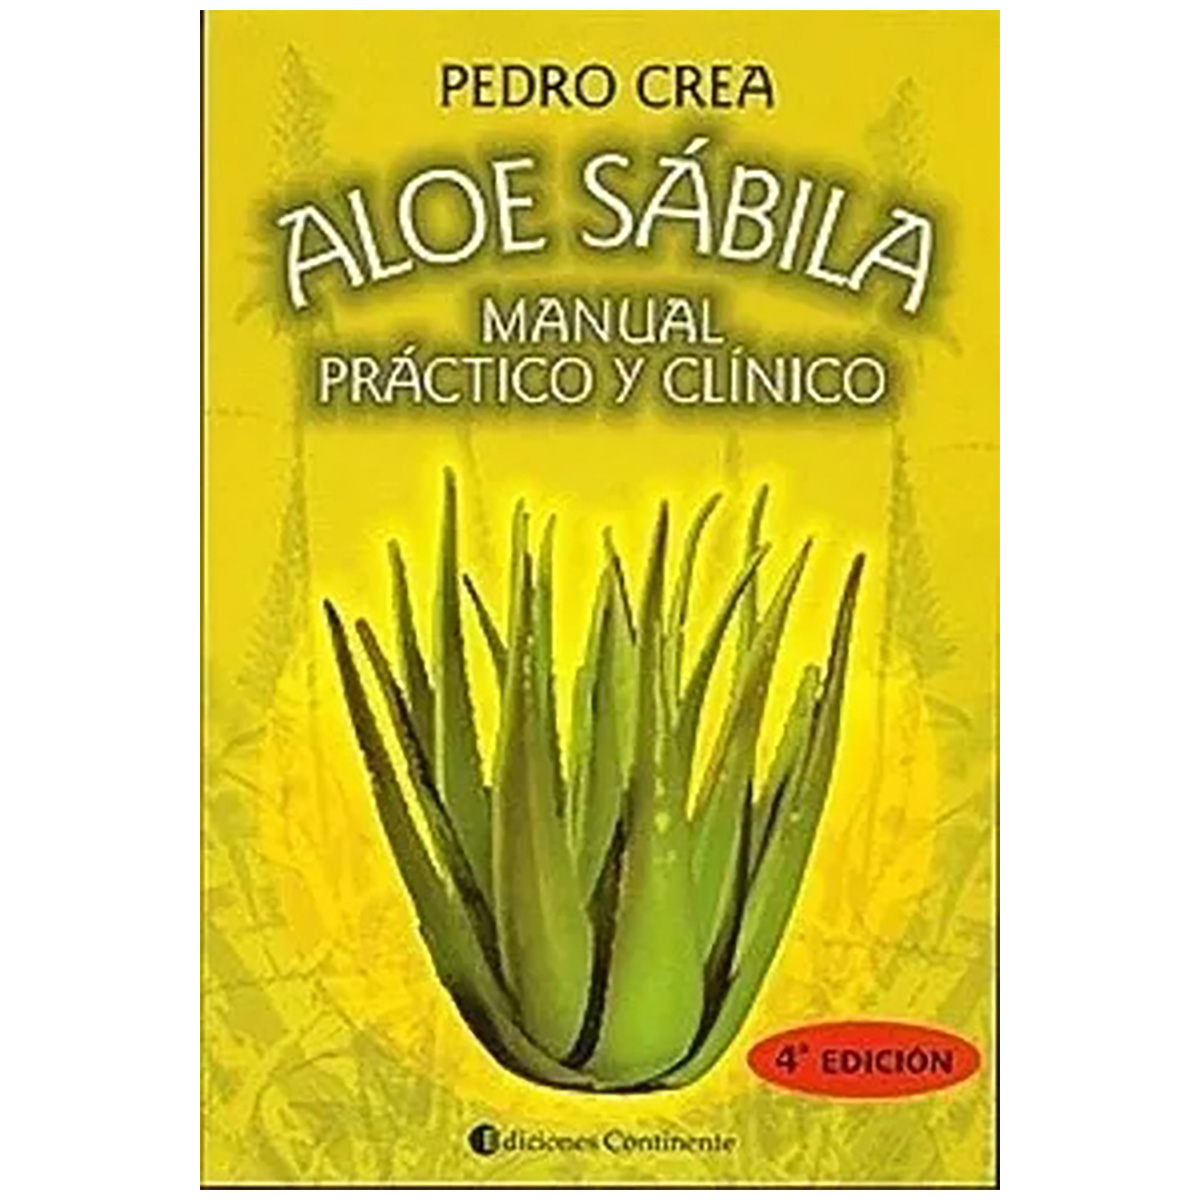 PEDRO CREA
ALOE SÁBILA
MANUAL
PRÁCTICO Y CLÍNICO
4ª EDICIÓN
Ediciones Continente